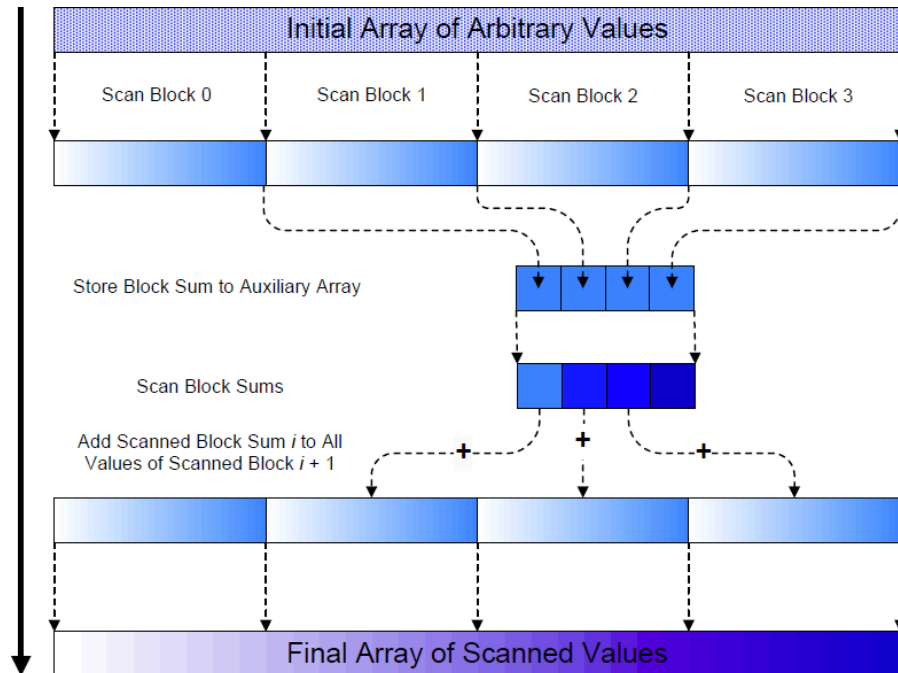 Initial Array of Arbitrary Values
Scan Block 0
Scan Block 1
Scan Block 2
Scan Block 3
Store Block Sum to Auxiliary Array
Scan Block Sums
Add Scanned Block Sum i to All
Values of Scanned Block i + 1
+
+
+
Final Array of Scanned Values